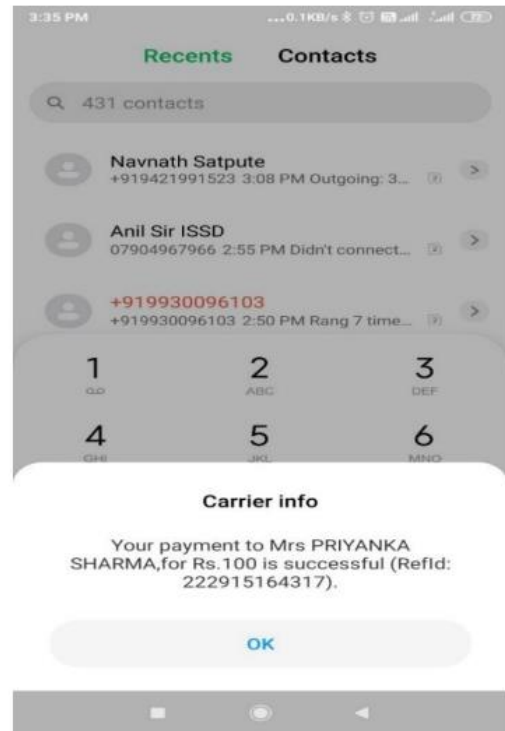 3:35 PM ...0.1KB/s
Recents Contacts
431 contacts
Navnath Satpute
+919421991523 3:08 PM Outgoing: 3...
Anil Sir ISSD
07904967966 2:55 PM Didn't connect...
+919930096103
+919930096103 2:50 PM Rang 7 time...
1 2 3
ABC DEF
4 5 6
GHI JKL MNO
Carrier info
Your payment to Mrs PRIYANKA
SHARMA,for Rs.100 is successful (RefId:
222915164317).
OK